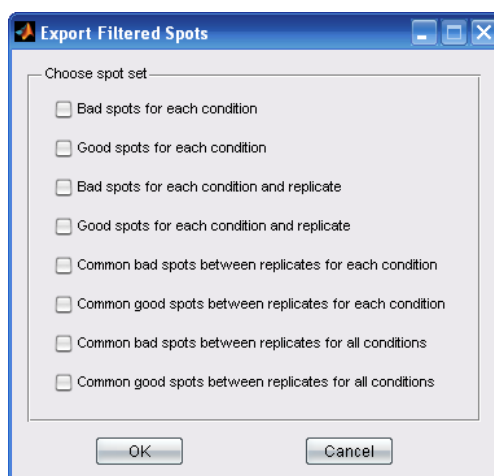 Export Filtered Spots
Choose spot set
Bad spots for each condition
Good spots for each condition
Bad spots for each condition and replicate
Good spots for each condition and replicate
Common bad spots between replicates for each condition
Common good spots between replicates for each condition
Common bad spots between replicates for all conditions
Common good spots between replicates for all conditions
OK
Cancel